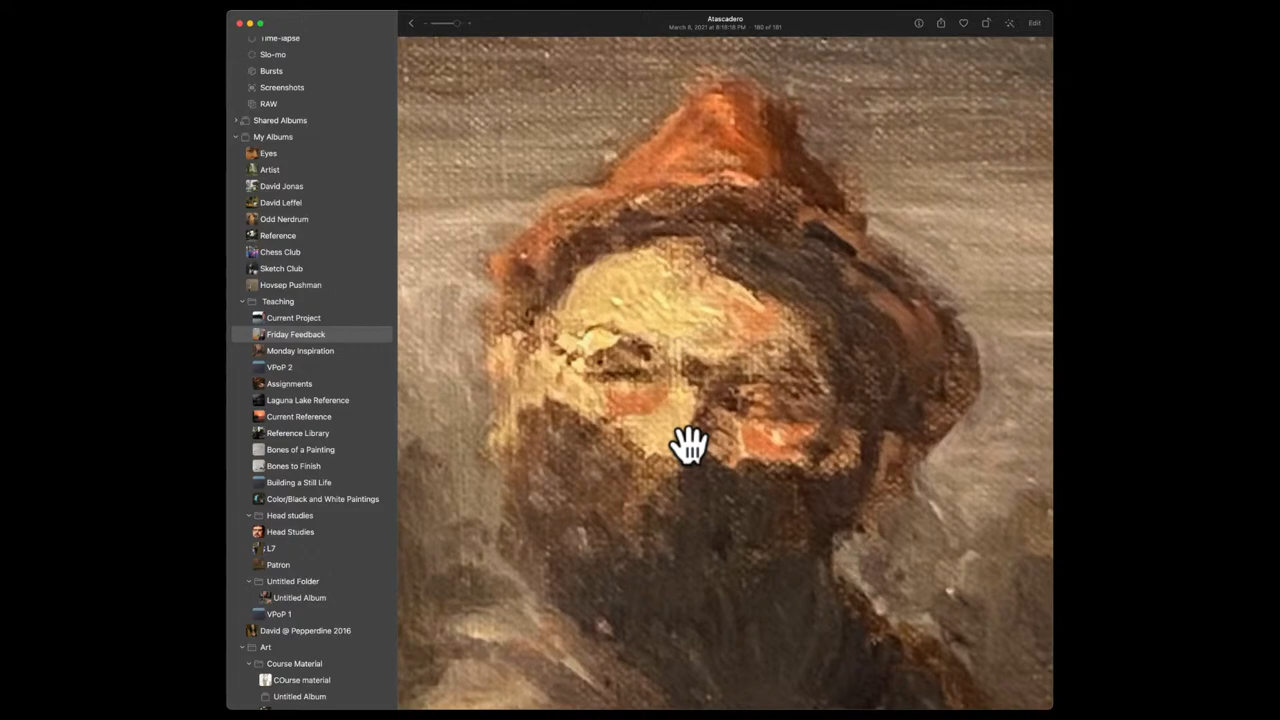 Atascadero
March 6, 2021 at 8:18:18 PM · 180 of 181
Edit
Time-lapse
Slo-mo
Bursts
Screenshots
RAW
Shared Albums
My Albums
Eyes
Artist
David Jonas
David Leffel
Odd Nerdrum
Reference
Chess Club
Sketch Club
Hovsep Pushman
Teaching
Current Project
Friday Feedback
Monday Inspiration
VPoP 2
Assignments
Laguna Lake Reference
Current Reference
Reference Library
Bones of a Painting
Bones to Finish
Building a Still Life
Color/Black and White Paintings
Head studies
Head Studies
L7
Patron
Untitled Folder
Untitled Album
VPoP 1
David @ Pepperdine 2016
Art
Course Material
COurse material
Untitled Album